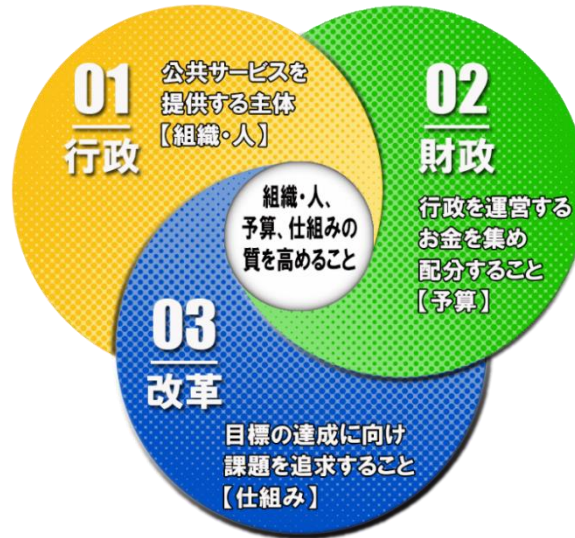 01
行政
公共サービスを
提供する主体
【組織・人】
02
財政
行政を運営する
お金を集め
配分すること
【予算】
組織・人、
予算、仕組みの
質を高めること
03
改革
目標の達成に向け
課題を追求すること
【仕組み】